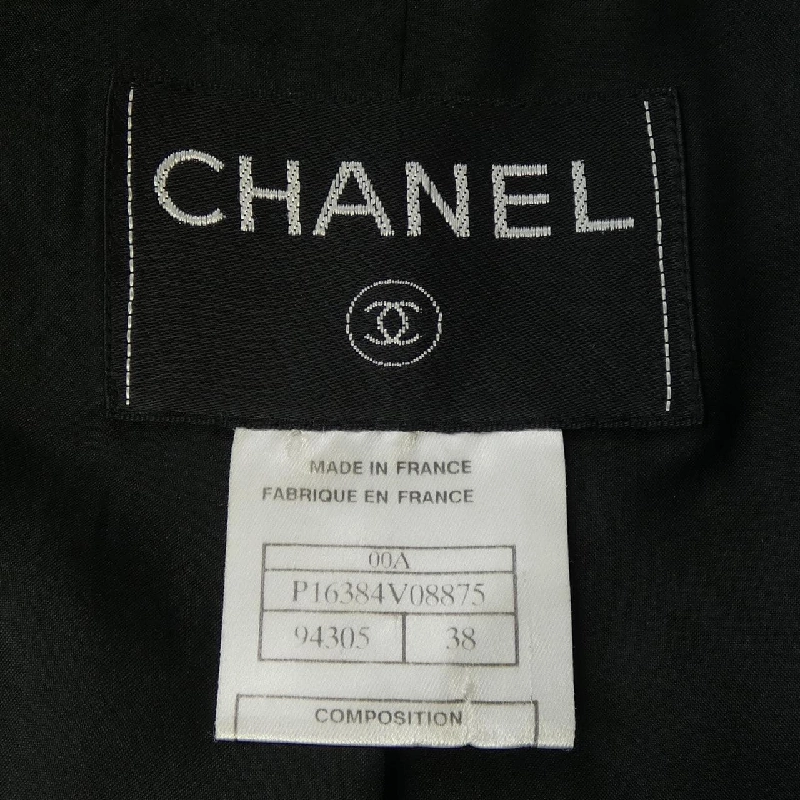 CHANEL
MADE IN FRANCE
FABRIQUE EN FRANCE
00A
P16384V08875
94305 38
COMPOSITION